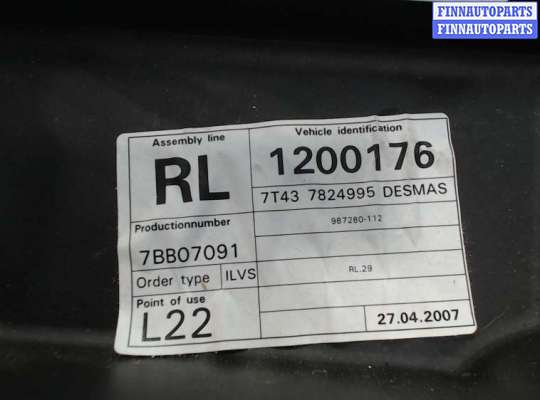 FINNAUTOPARTS
FINNAUTOPARTS
Assembly line
RL
Vehicle identification
1200176
7T43 7824995 DESMAS
Productionnumber
7BB07091
987280-112
Order type ILVS
RL.29
Point of use
L22
27.04.2007